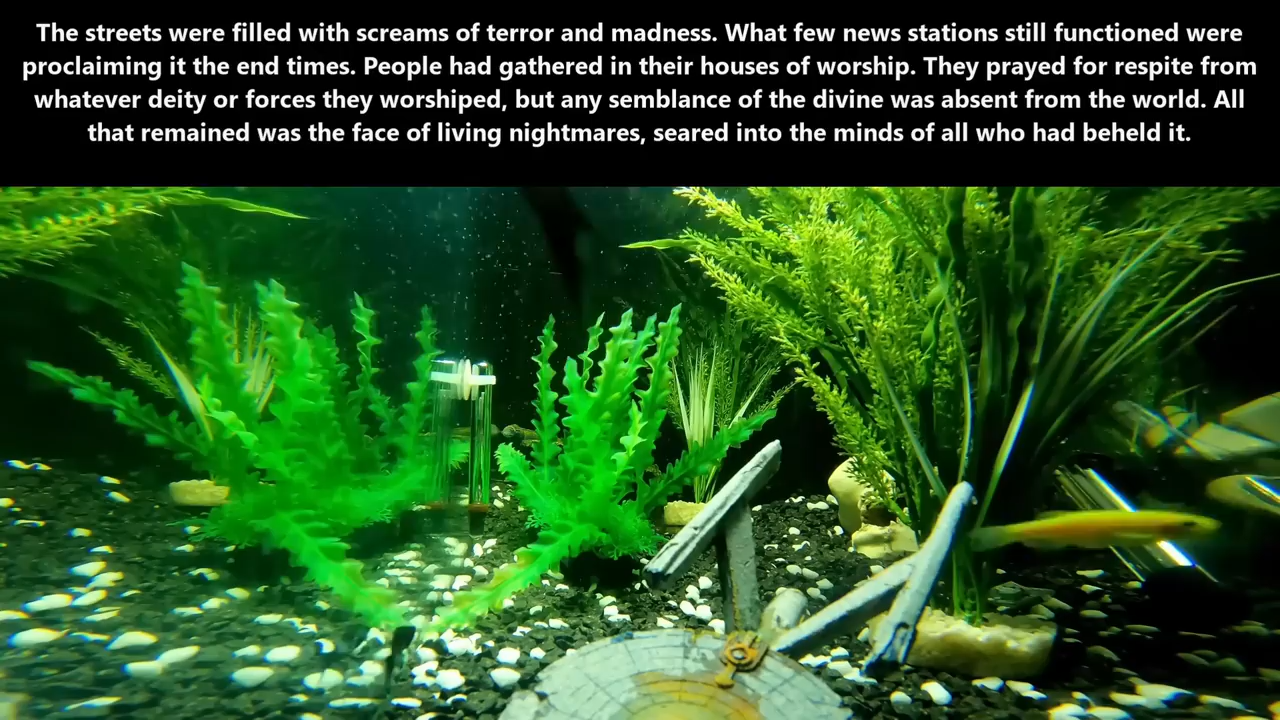 The streets were filled with screams of terror and madness. What few news stations still functioned were
proclaiming it the end times. People had gathered in their houses of worship. They prayed for respite from
whatever deity or forces they worshiped, but any semblance of the divine was absent from the world. All
that remained was the face of living nightmares, seared into the minds of all who had beheld it.